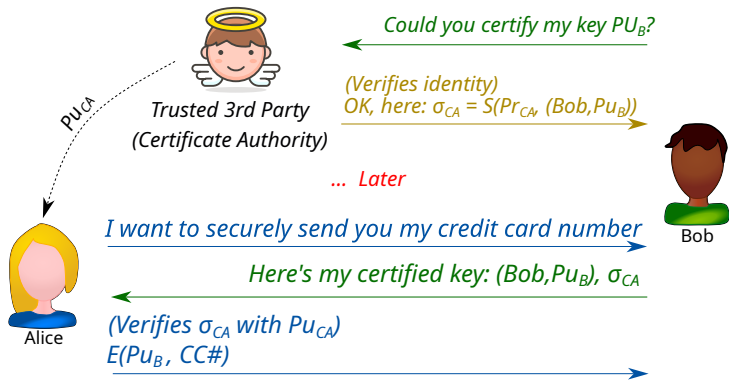 Could you certify my key PU_B?
(Verifies identity)
OK, here: σ_CA = S(Pr_CA, (Bob,Pu_B))
Pu_CA
Trusted 3rd Party
(Certificate Authority)
... Later
Bob
I want to securely send you my credit card number
Here's my certified key: (Bob,Pu_B), σ_CA
Alice
(Verifies σ_CA with Pu_CA)
E(Pu_B , CC#)